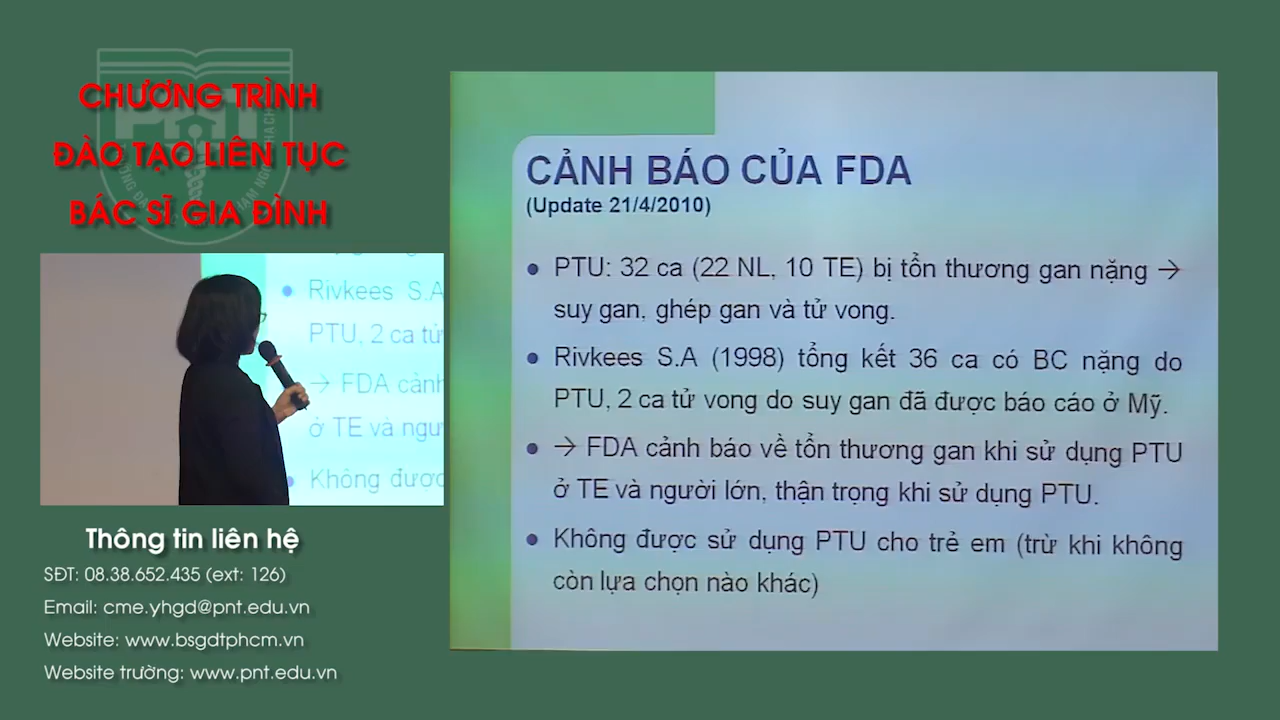 CHƯƠNG TRÌNH
ĐÀO TẠO LIÊN TỤC
BÁC SĨ GIA ĐÌNH
PNT
Rivkees S.A
PTU, 2 ca tử
→ FDA cảnh
ở TE và ngư
Không được
Thông tin liên hệ
SĐT: 08.38.652.435 (ext: 126)
Email: cme.yhgd@pnt.edu.vn
Website: www.bsgdtphcm.vn
Website trường: www.pnt.edu.vn
CẢNH BÁO CỦA FDA
(Update 21/4/2010)
• PTU: 32 ca (22 NL, 10 TE) bị tổn thương gan nặng →
suy gan, ghép gan và tử vong.
• Rivkees S.A (1998) tổng kết 36 ca có BC nặng do
PTU, 2 ca tử vong do suy gan đã được báo cáo ở Mỹ.
• → FDA cảnh báo về tổn thương gan khi sử dụng PTU
ở TE và người lớn, thận trọng khi sử dụng PTU.
• Không được sử dụng PTU cho trẻ em (trừ khi không
còn lựa chọn nào khác)